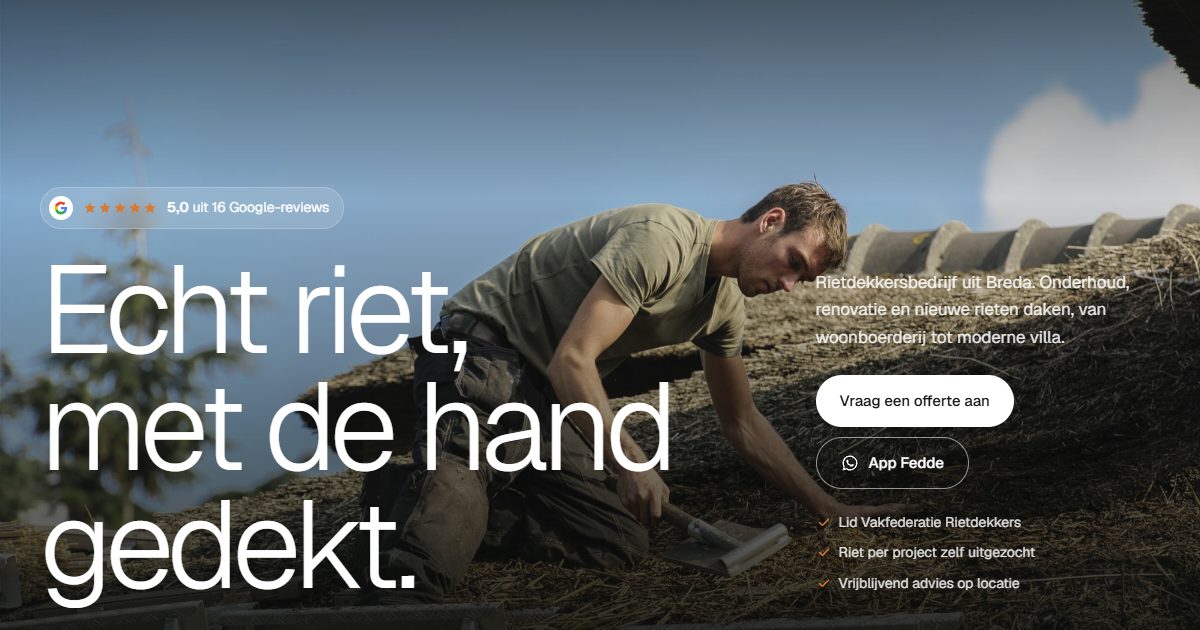 5,0 uit 16 Google-reviews
Echt riet,
met de hand
gedekt.
Rietdekkersbedrijf uit Breda. Onderhoud,
renovatie en nieuwe rieten daken, van
woonboerderij tot moderne villa.
Vraag een offerte aan
App Fedde
Lid Vakfederatie Rietdekkers
Riet per project zelf uitgezocht
Vrijblijvend advies op locatie